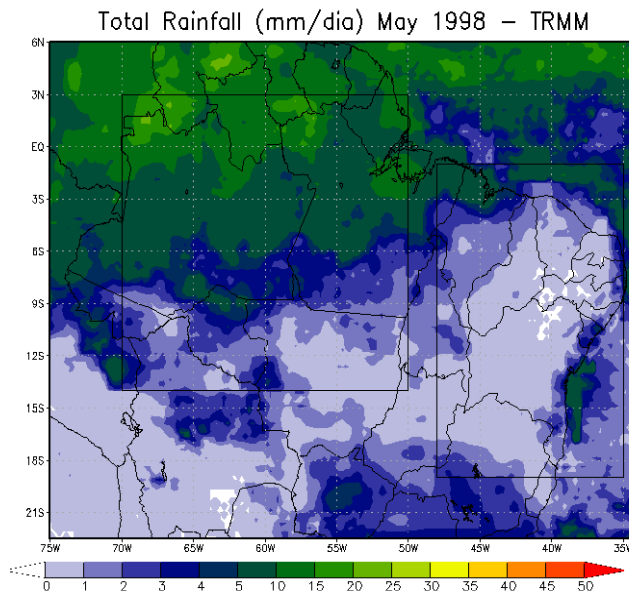 Total Rainfall (mm/dia) May 1998 – TRMM
6N
3N
EQ
3S
6S
9S
12S
15S
18S
21S
75W 70W 65W 60W 55W 50W 45W 40W 35W
0 1 2 3 4 5 10 15 20 25 30 35 40 45 50